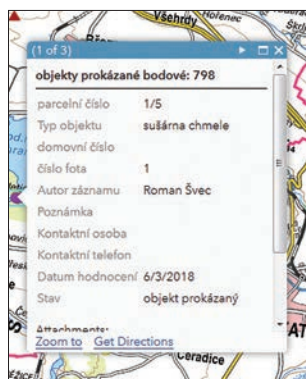 Všehrdy
Hořenec
(1 of 3)
objekty prokázané bodové: 798
parcelní číslo 1/5
Typ objektu sušárna chmele
domovní číslo
číslo fota 1
Autor záznamu Roman Švec
Poznámka
Kontaktní osoba
Kontaktní telefon
Datum hodnocení 6/3/2018
Stav objekt prokázaný
Attachments:
Zoom to Get Directions
Čeradice